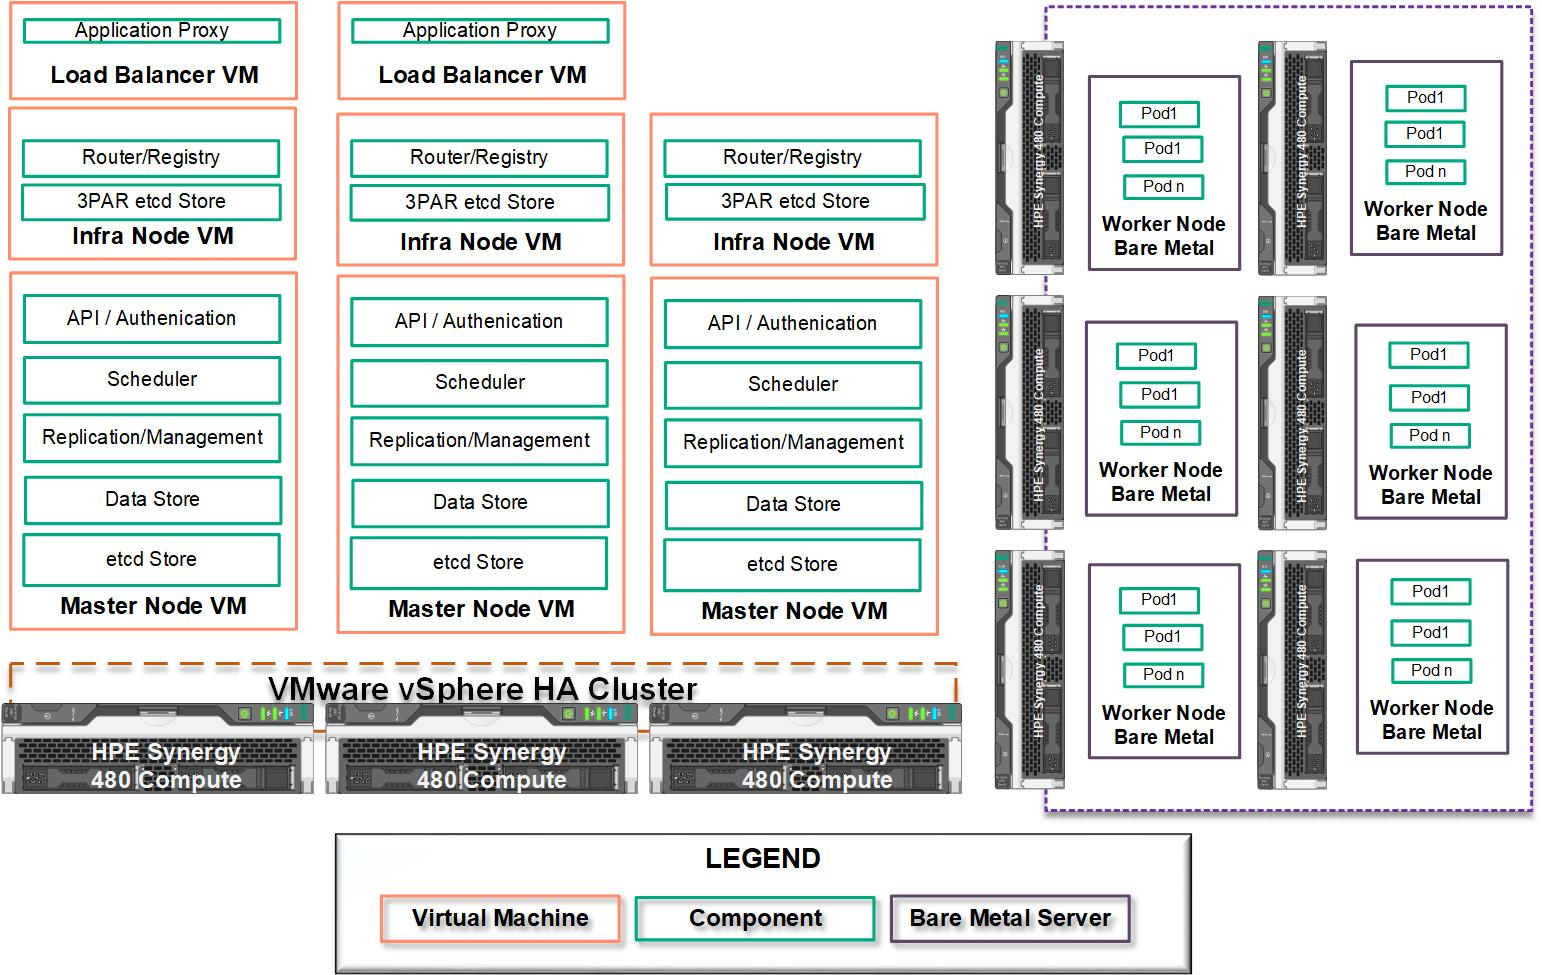 Application Proxy
Load Balancer VM
Application Proxy
Load Balancer VM
Router/Registry
3PAR etcd Store
Infra Node VM
Router/Registry
3PAR etcd Store
Infra Node VM
Router/Registry
3PAR etcd Store
Infra Node VM
API / Authenication
Scheduler
Replication/Management
Data Store
etcd Store
Master Node VM
API / Authenication
Scheduler
Replication/Management
Data Store
etcd Store
Master Node VM
API / Authenication
Scheduler
Replication/Management
Data Store
etcd Store
Master Node VM
VMware vSphere HA Cluster
HPE Synergy
480 Compute
HPE Synergy
480 Compute
HPE Synergy
480 Compute
HPE Synergy 480 Compute
Pod1
Pod1
Pod n
Worker Node
Bare Metal
HPE Synergy 480 Compute
Pod1
Pod1
Pod n
Worker Node
Bare Metal
HPE Synergy 480 Compute
Pod1
Pod1
Pod n
Worker Node
Bare Metal
HPE Synergy 480 Compute
Pod1
Pod1
Pod n
Worker Node
Bare Metal
HPE Synergy 480 Compute
Pod1
Pod1
Pod n
Worker Node
Bare Metal
HPE Synergy 480 Compute
Pod1
Pod1
Pod n
Worker Node
Bare Metal
LEGEND
Virtual Machine
Component
Bare Metal Server